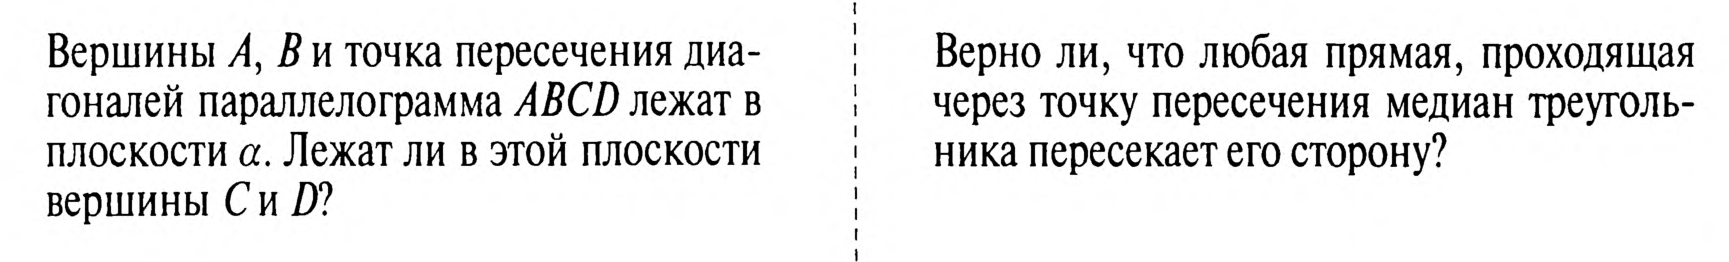 Вершины A, B и точка пересечения диа-
гоналей параллелограмма ABCD лежат в
плоскости α. Лежат ли в этой плоскости
вершины C и D?
Верно ли, что любая прямая, проходящая
через точку пересечения медиан треуголь-
ника пересекает его сторону?